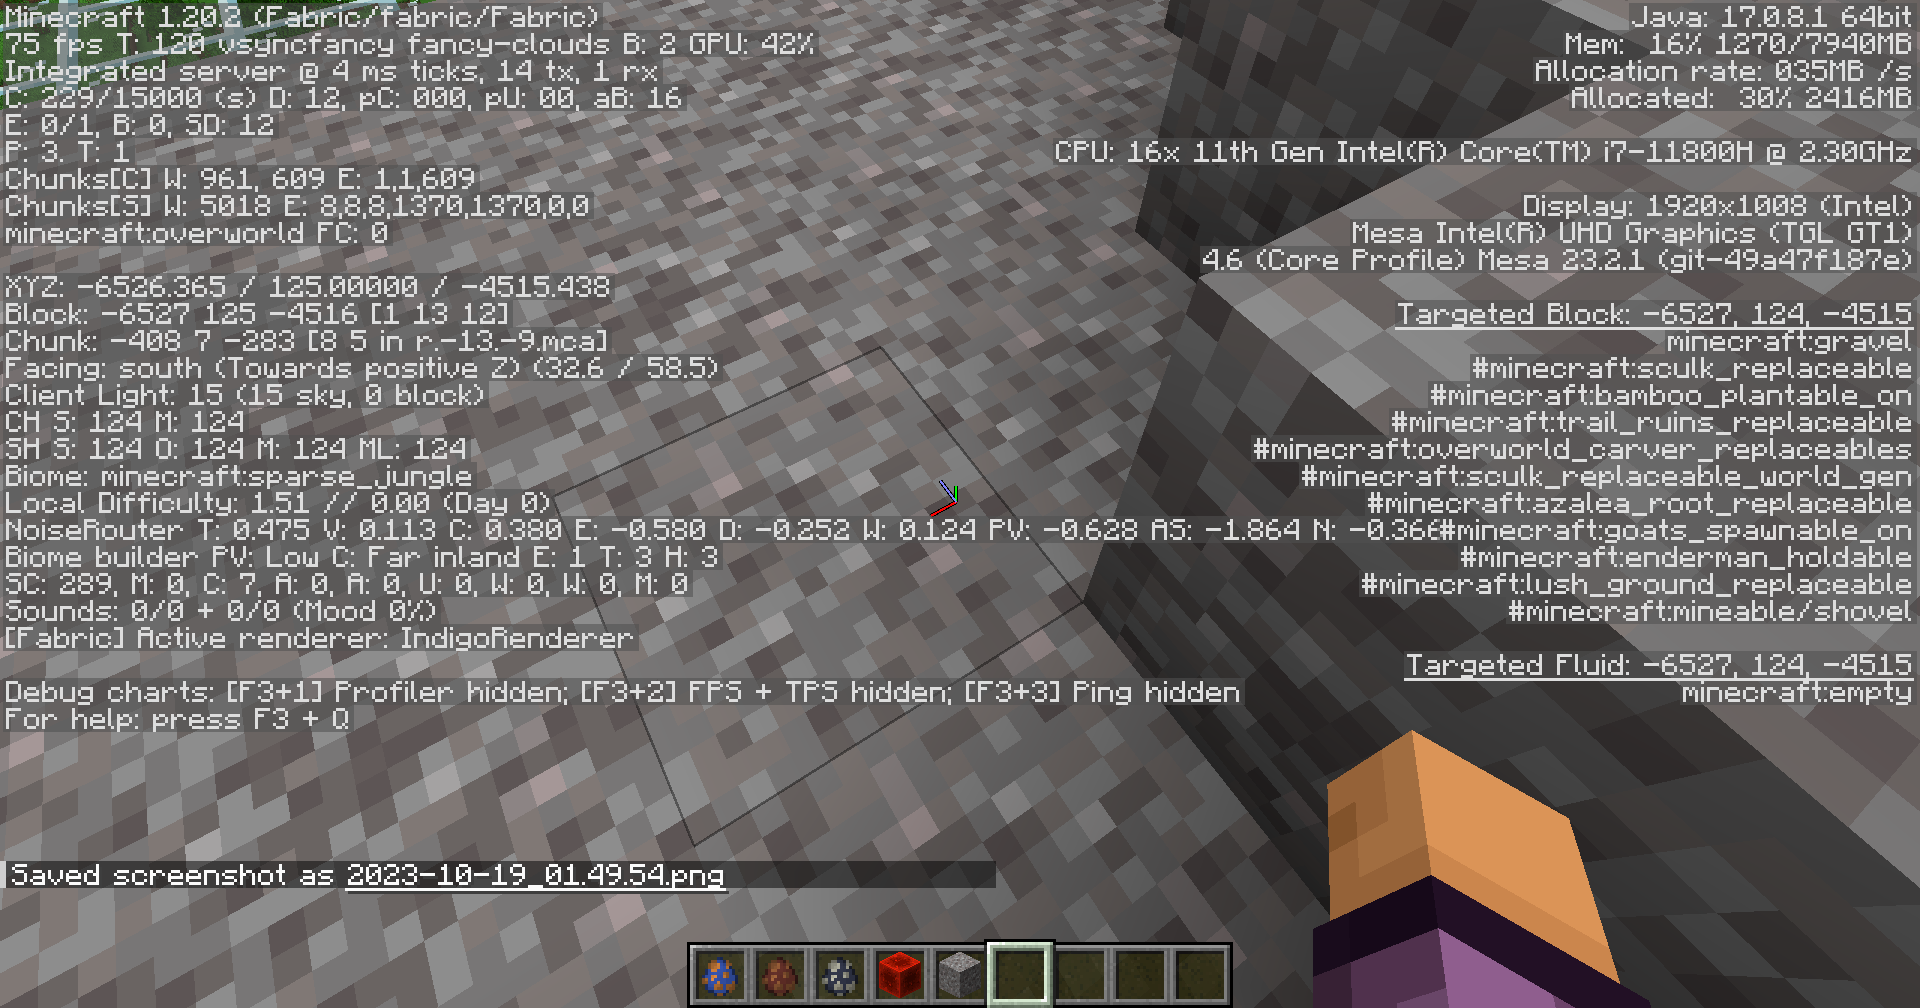 Minecraft 1.20.2 (Fabric/fabric/Fabric)
75 fps T: 120 vsyncfancy fancy-clouds B: 2 GPU: 42%
Integrated server @ 4 ms ticks, 14 tx, 1 rx
C: 229/15000 (s) D: 12, pC: 000, pU: 00, aB: 16
E: 0/1, B: 0, SD: 12
P: 3. T: 1
Chunks[C] W: 961, 609 E: 1,1,609
Chunks[S] W: 5018 E: 8,8,8,1370,1370,0,0
minecraft:overworld FC: 0
XYZ: -6526.365 / 125.00000 / -4515.438
Block: -6527 125 -4516 [1 13 12]
Chunk: -408 7 -283 [8 5 in r.-13.-9.mca]
Facing: south (Towards positive Z) (32.6 / 58.5)
Client Light: 15 (15 sky, 0 block)
CH S: 124 M: 124
SH S: 124 O: 124 M: 124 ML: 124
Biome: minecraft:sparse_jungle
Local Difficulty: 1.51 // 0.00 (Day 0)
NoiseRouter T: 0.475 V: 0.113 C: 0.380 E: -0.580 D: -0.252 W: 0.124 PV: -0.628 AS: -1.864 N: -0.366
Biome builder PV: Low C: Far inland E: 1 T: 3 H: 3
SC: 289, M: 0, C: 7, A: 0, A: 0, U: 0, W: 0, W: 0, M: 0
Sounds: 0/0 + 0/0 (Mood 0%)
[Fabric] Active renderer: IndigoRenderer
Debug charts: [F3+1] Profiler hidden; [F3+2] FPS + TPS hidden; [F3+3] Ping hidden
For help: press F3 + Q
Java: 17.0.8.1 64bit
Mem: 16% 1270/7940MB
Allocation rate: 035MB /s
Allocated: 30% 2416MB
CPU: 16x 11th Gen Intel(R) Core(TM) i7-11800H @ 2.30GHz
Display: 1920x1008 (Intel)
Mesa Intel(R) UHD Graphics (TGL GT1)
4.6 (Core Profile) Mesa 23.2.1 (git-49a47f187e)
Targeted Block: -6527, 124, -4515
minecraft:gravel
#minecraft:sculk_replaceable
#minecraft:bamboo_plantable_on
#minecraft:trail_ruins_replaceable
#minecraft:overworld_carver_replaceables
#minecraft:sculk_replaceable_world_gen
#minecraft:azalea_root_replaceable
#minecraft:goats_spawnable_on
#minecraft:enderman_holdable
#minecraft:lush_ground_replaceable
#minecraft:mineable/shovel
Targeted Fluid: -6527, 124, -4515
minecraft:empty
Saved screenshot as 2023-10-19_01.49.54.png